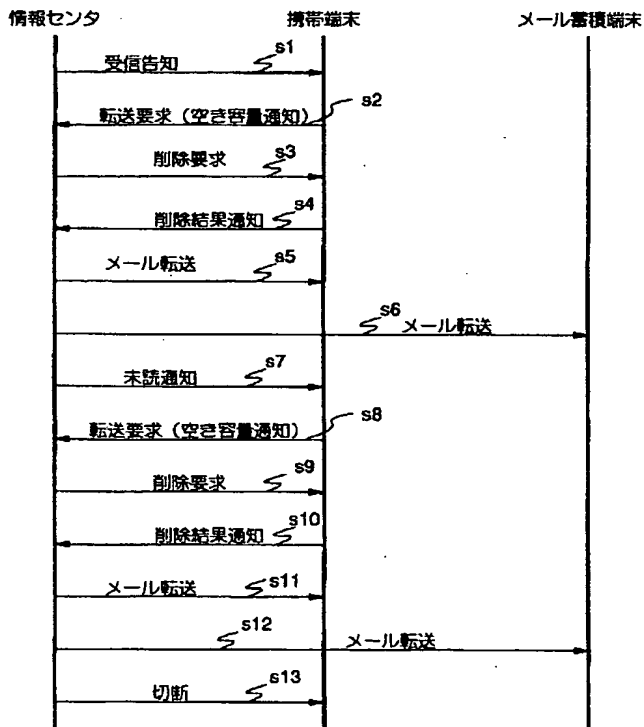 情報センタ 携帯端末 メール蓄積端末
s1
受信告知
s2
転送要求（空き容量通知）
s3
削除要求
s4
削除結果通知
s5
メール転送
s6
メール転送
s7
未読通知
s8
転送要求（空き容量通知）
s9
削除要求
s10
削除結果通知
s11
メール転送
s12
メール転送
s13
切断